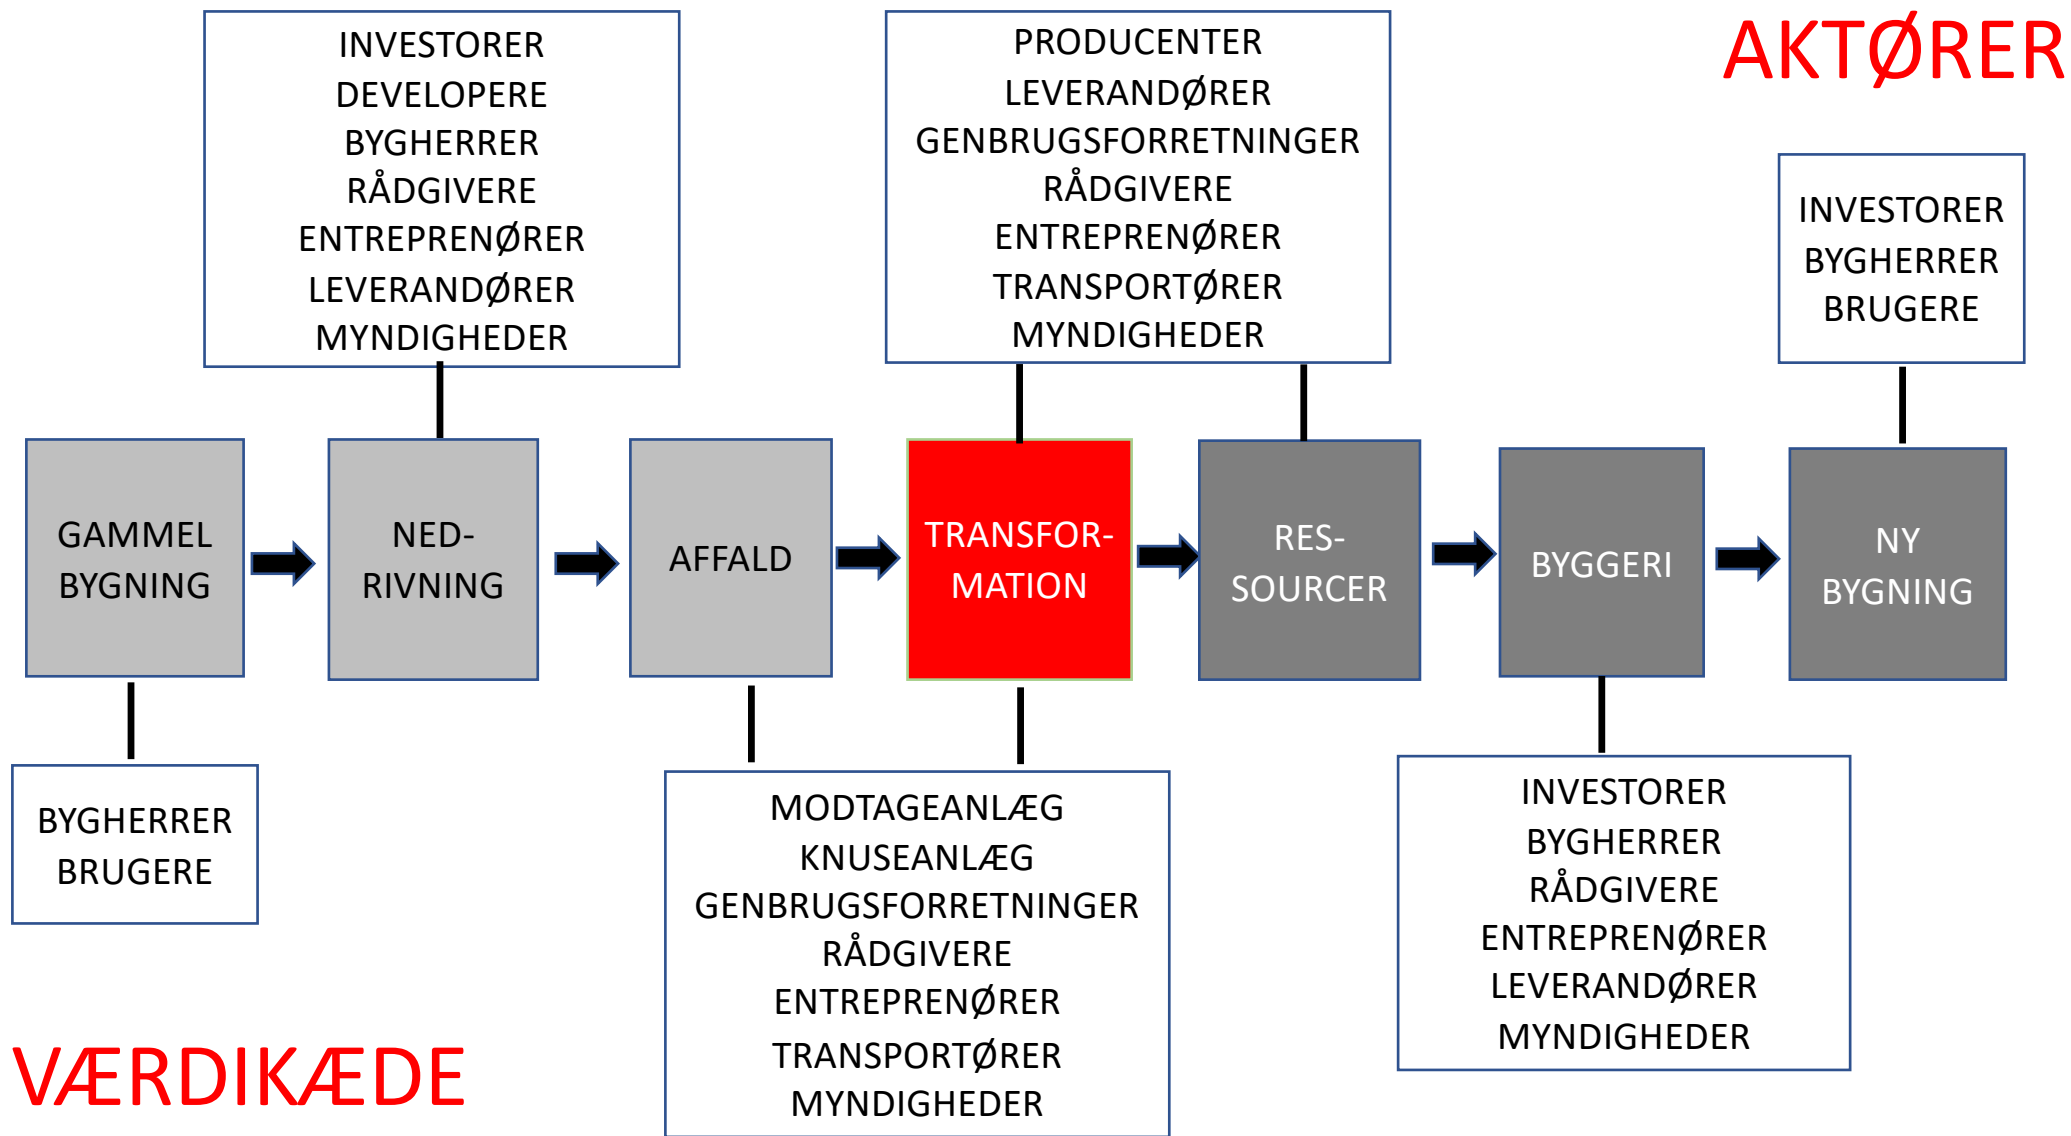 AKTØRER
INVESTORER
DEVELOPERE
BYGHERRER
RÅDGIVERE
ENTREPRENØRER
LEVERANDØRER
MYNDIGHEDER
PRODUCENTER
LEVERANDØRER
GENBRUGSFORRETNINGER
RÅDGIVERE
ENTREPRENØRER
TRANSPORTØRER
MYNDIGHEDER
INVESTORER
BYGHERRER
BRUGERE
GAMMEL
BYGNING
NED-
RIVNING
AFFALD
TRANSFOR-
MATION
RES-
SOURCER
BYGGERI
NY
BYGNING
BYGHERRER
BRUGERE
MODTAGEANLÆG
KNUSEANLÆG
GENBRUGSFORRETNINGER
RÅDGIVERE
ENTREPRENØRER
TRANSPORTØRER
MYNDIGHEDER
INVESTORER
BYGHERRER
RÅDGIVERE
ENTREPRENØRER
LEVERANDØRER
MYNDIGHEDER
VÆRDIKÆDE